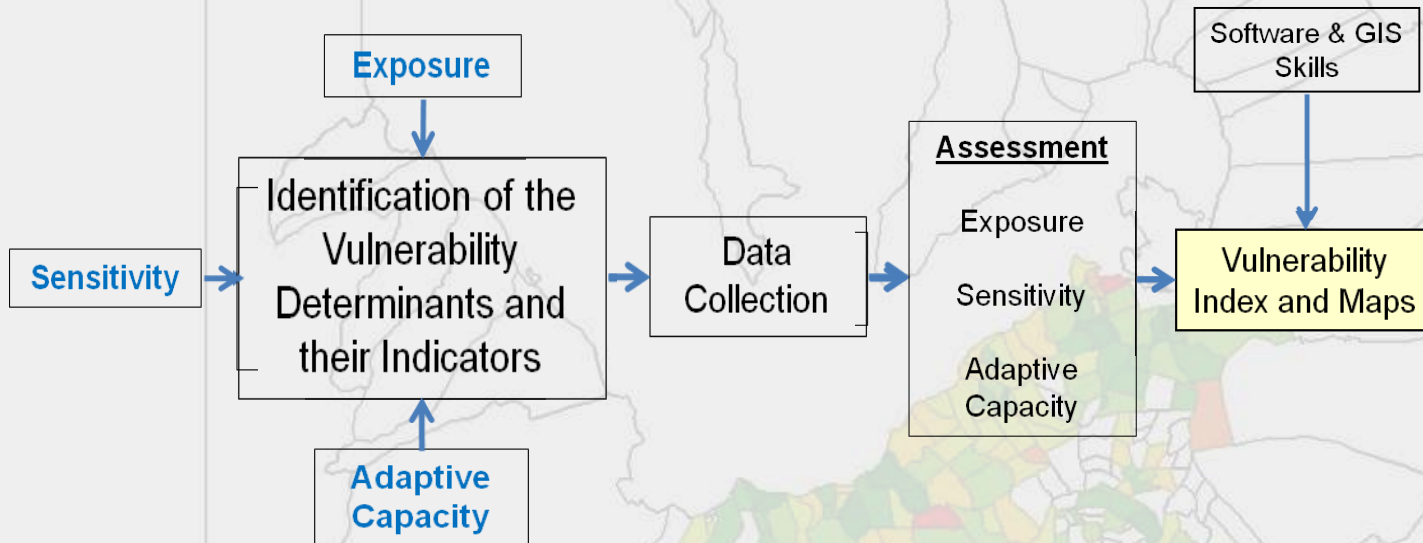 Exposure
Software & GIS
Skills
Sensitivity
Identification of the
Vulnerability
Determinants and
their Indicators
Data
Collection
Assessment
Exposure
Sensitivity
Adaptive
Capacity
Vulnerability
Index and Maps
Adaptive
Capacity